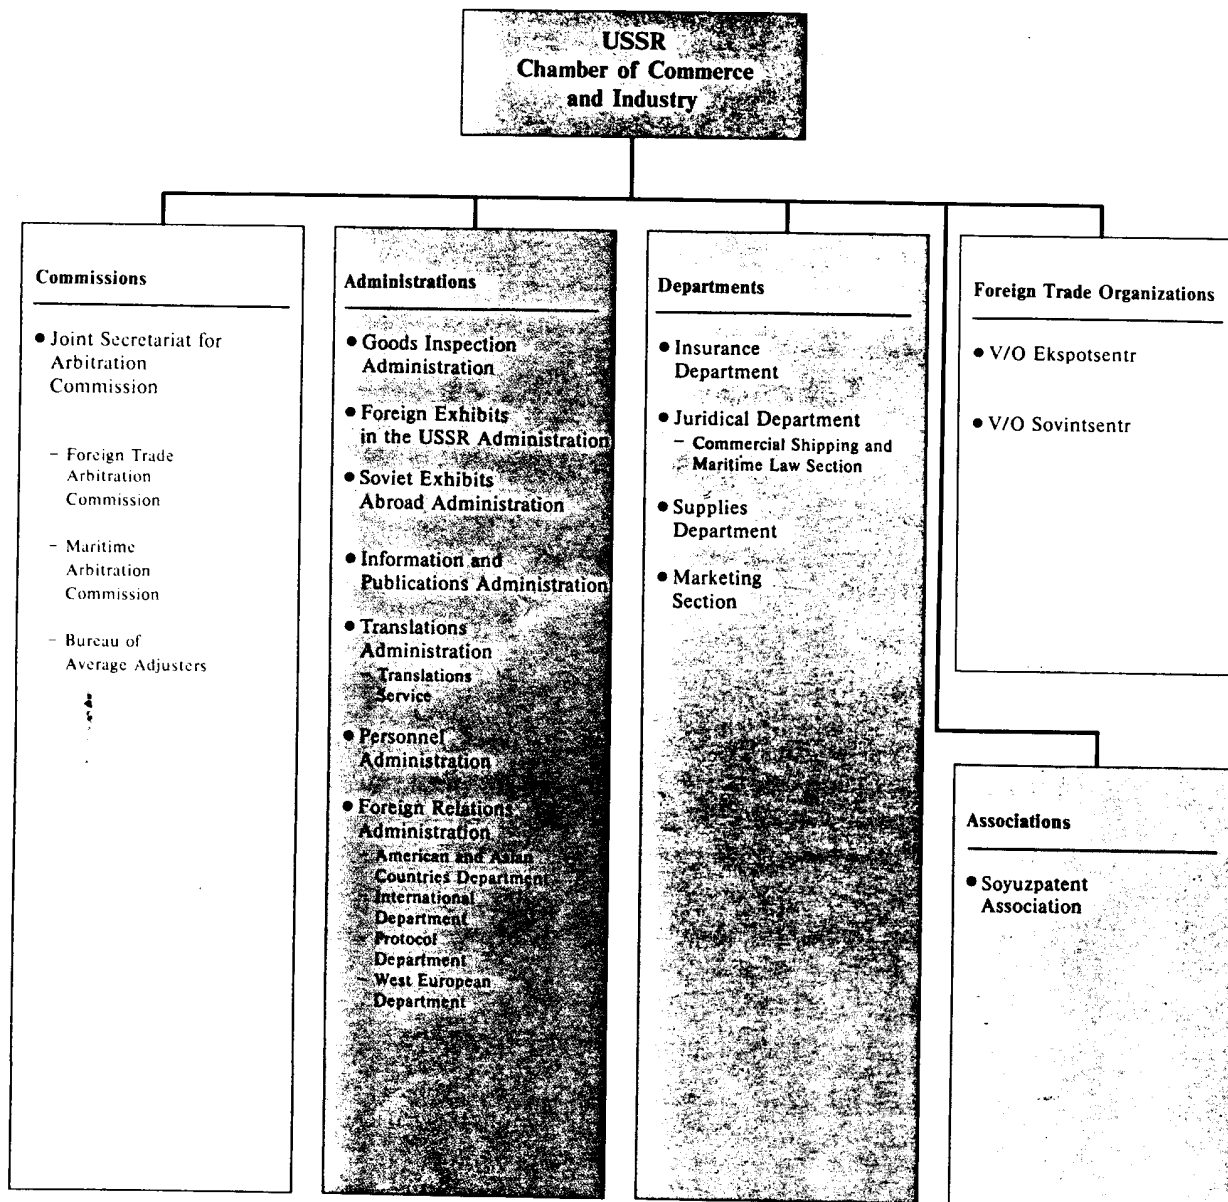 USSR
Chamber of Commerce
and Industry
Commissions
● Joint Secretariat for
Arbitration
Commission
– Foreign Trade
Arbitration
Commission
– Maritime
Arbitration
Commission
– Bureau of
Average Adjusters
Administrations
● Goods Inspection
Administration
● Foreign Exhibits
in the USSR Administration
● Soviet Exhibits
Abroad Administration
● Information and
Publications Administration
● Translations
Administration
– Translations
Service
● Personnel
Administration
● Foreign Relations
Administration
– American and Asian
Countries Department
– International
Department
– Protocol
Department
– West European
Department
Departments
● Insurance
Department
● Juridical Department
– Commercial Shipping and
Maritime Law Section
● Supplies
Department
● Marketing
Section
Foreign Trade Organizations
● V/O Ekspotsentr
● V/O Sovintsentr
Associations
● Soyuzpatent
Association